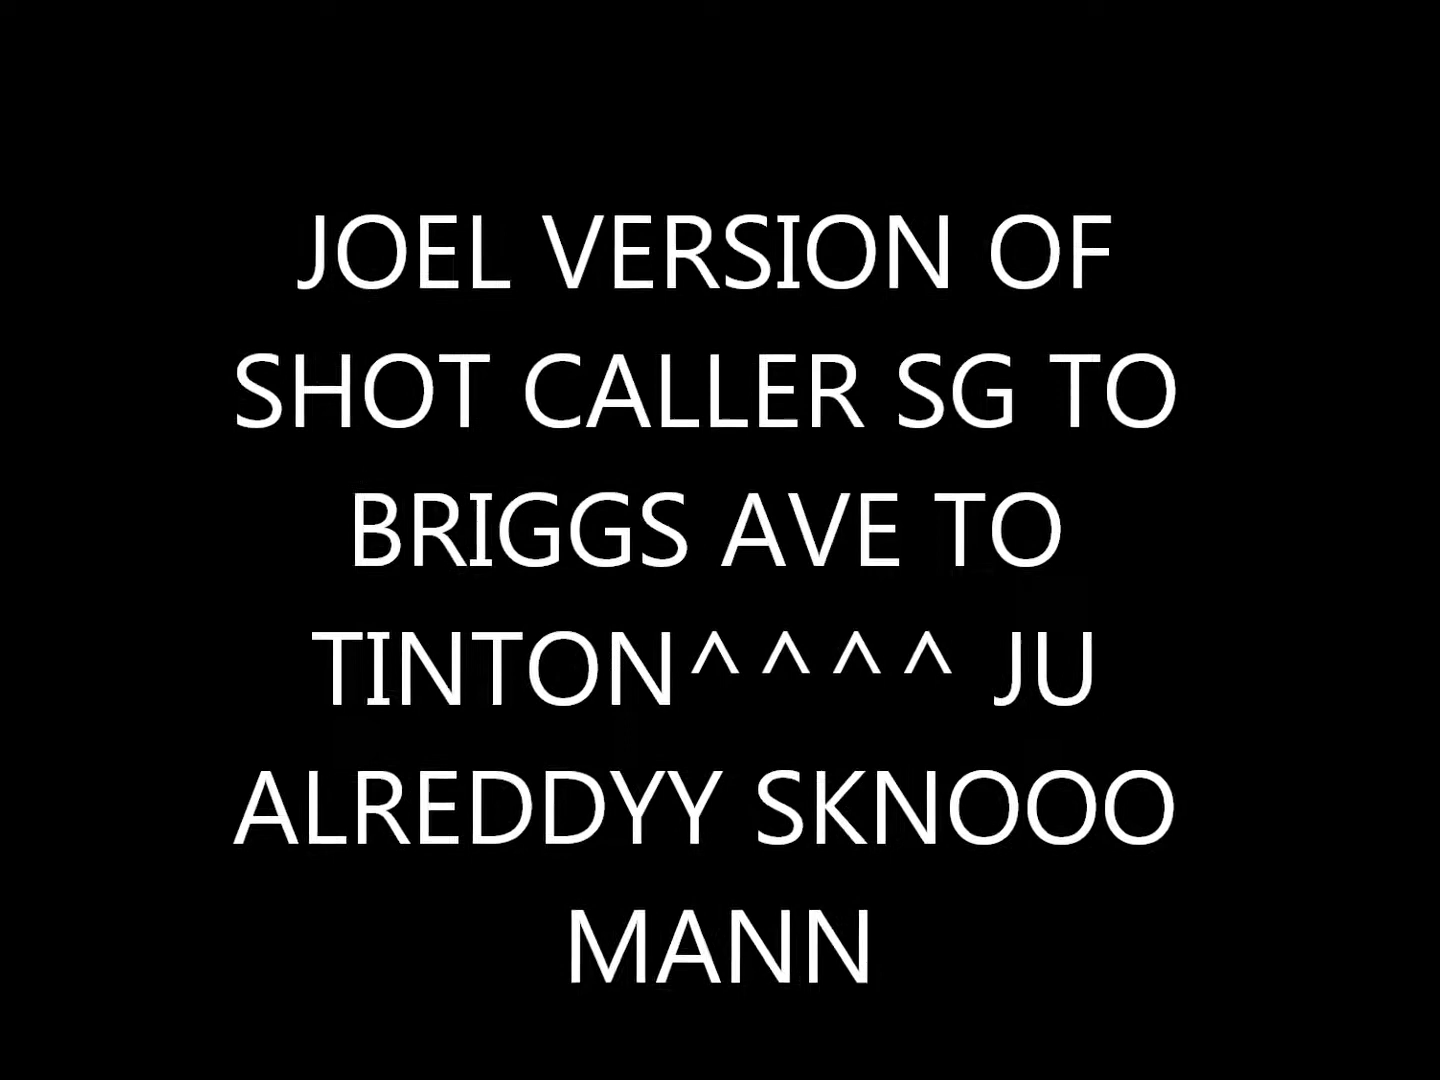 JOEL VERSION OF
SHOT CALLER SG TO
BRIGGS AVE TO
TINTON^^^^ JU
ALREDDYY SKNOOO
MANN